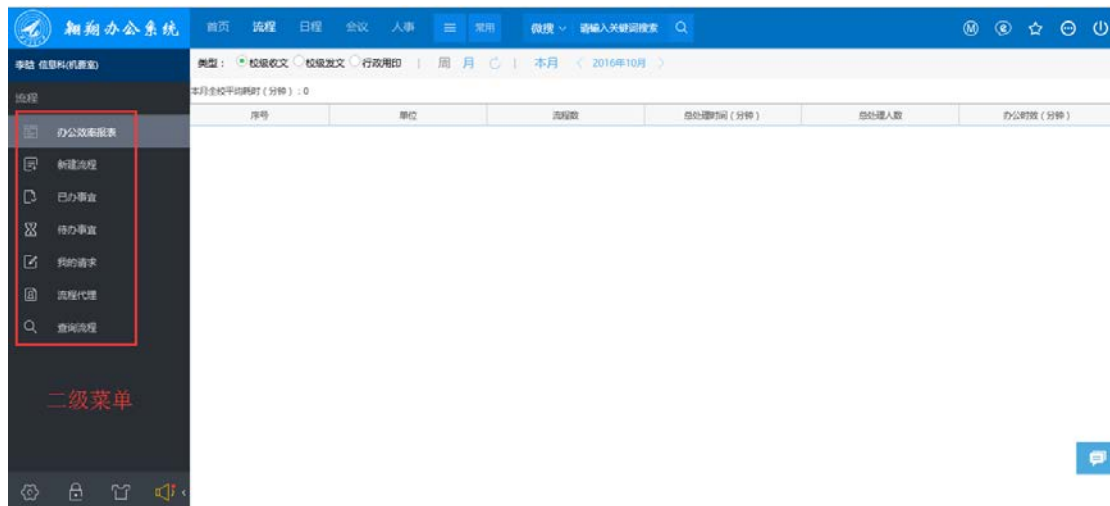 翱翔办公系统 首页 流程 日程 会议 人事 常用 微搜 请输入关键词搜索
李喆 信息科(机要室) 类型： 校级收文 校级发文 行政用印 | 周 月 | 本月 < 2016年10月 >
流程 本月全校平均耗时（分钟）: 0
序号 单位 流程数 总处理时间（分钟） 总处理人数 办公时效（分钟）
办公效率报表
新建流程
已办事宜
待办事宜
我的请求
流程代理
查询流程
二级菜单